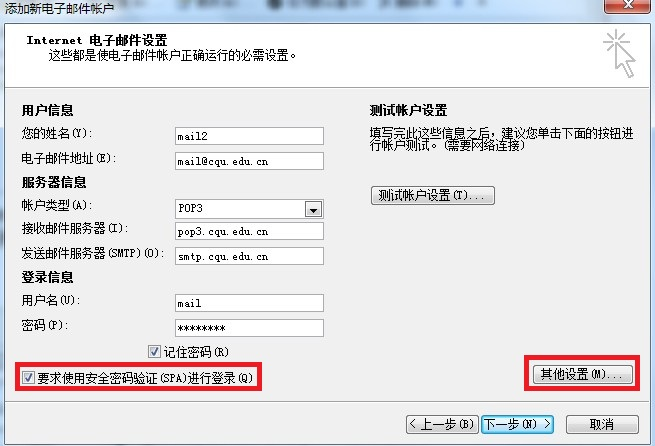 添加新电子邮件帐户
Internet 电子邮件设置
这些都是使电子邮件帐户正确运行的必需设置。
用户信息
您的姓名(Y):
mail2
电子邮件地址(E):
mail@cqu.edu.cn
服务器信息
帐户类型(A):
POP3
接收邮件服务器(I):
pop3.cqu.edu.cn
发送邮件服务器(SMTP)(O):
smtp.cqu.edu.cn
登录信息
用户名(U):
mail
密码(P):
********
记住密码(R)
要求使用安全密码验证(SPA)进行登录(Q)
测试帐户设置
填写完此这些信息之后，建议您单击下面的按钮进
行帐户测试。(需要网络连接)
测试帐户设置(T)...
其他设置(M)...
< 上一步(B)
下一步(N) >
取消